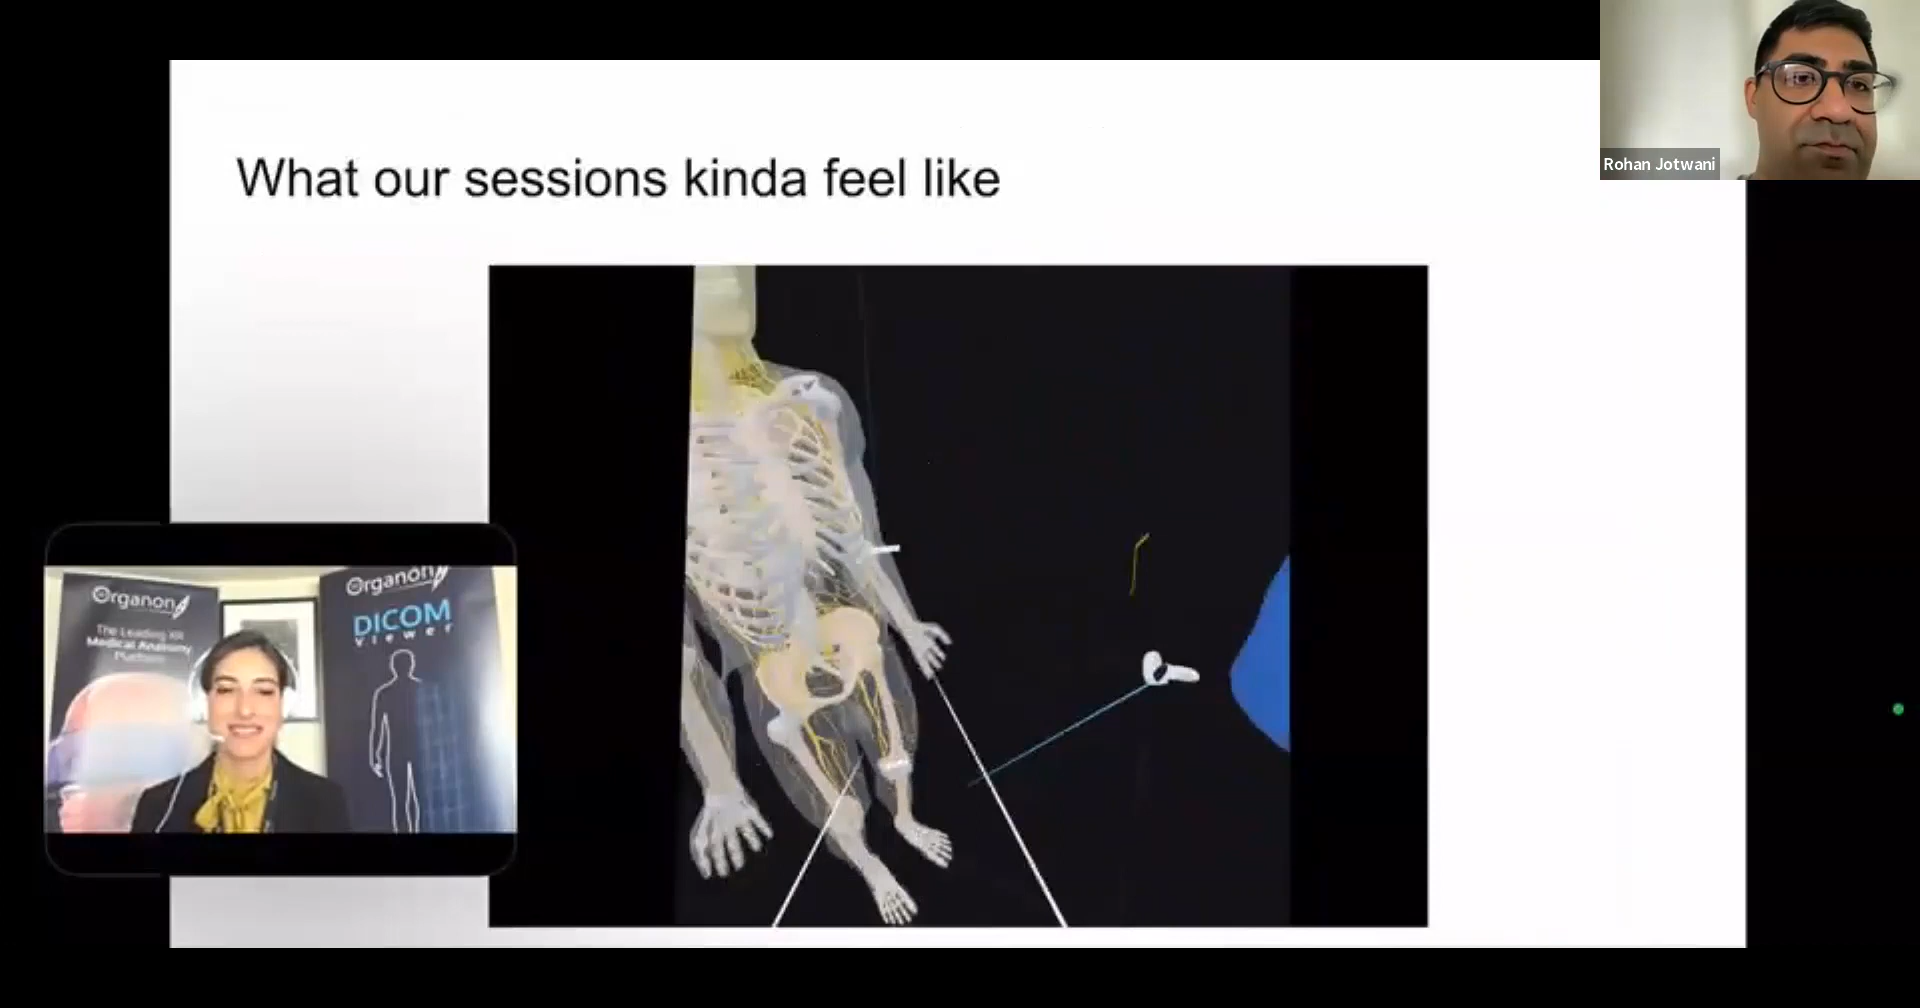 Rohan Jotwani
What our sessions kinda feel like
Organon
The Leading XR
Medical Anatomy
Platform
Organon
DICOM
Viewer